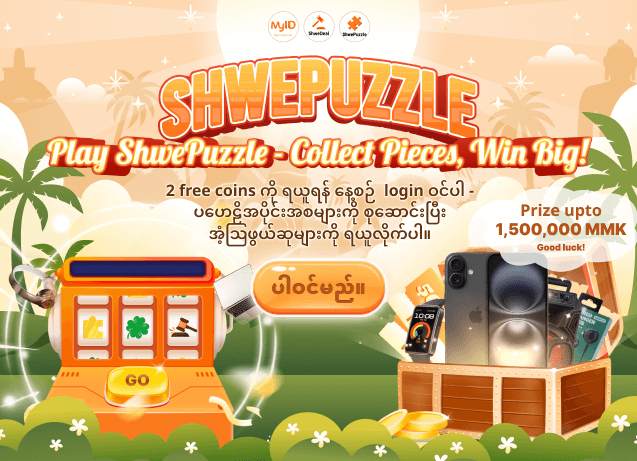 MyID
ShweDeal
ShwePuzzle
SHWEPUZZLE
Play ShwePuzzle - Collect Pieces, Win Big!
2 free coins ကို ရယူရန် နေ့စဉ် login ဝင်ပါ -
ပဟေဠိအပိုင်းအစများကို စုဆောင်းပြီး
အံ့ဩဖွယ်ဆုများကို ရယူလိုက်ပါ။
Prize upto
1,500,000 MMK
Good luck!
ပါဝင်မည်။
10:09
GO